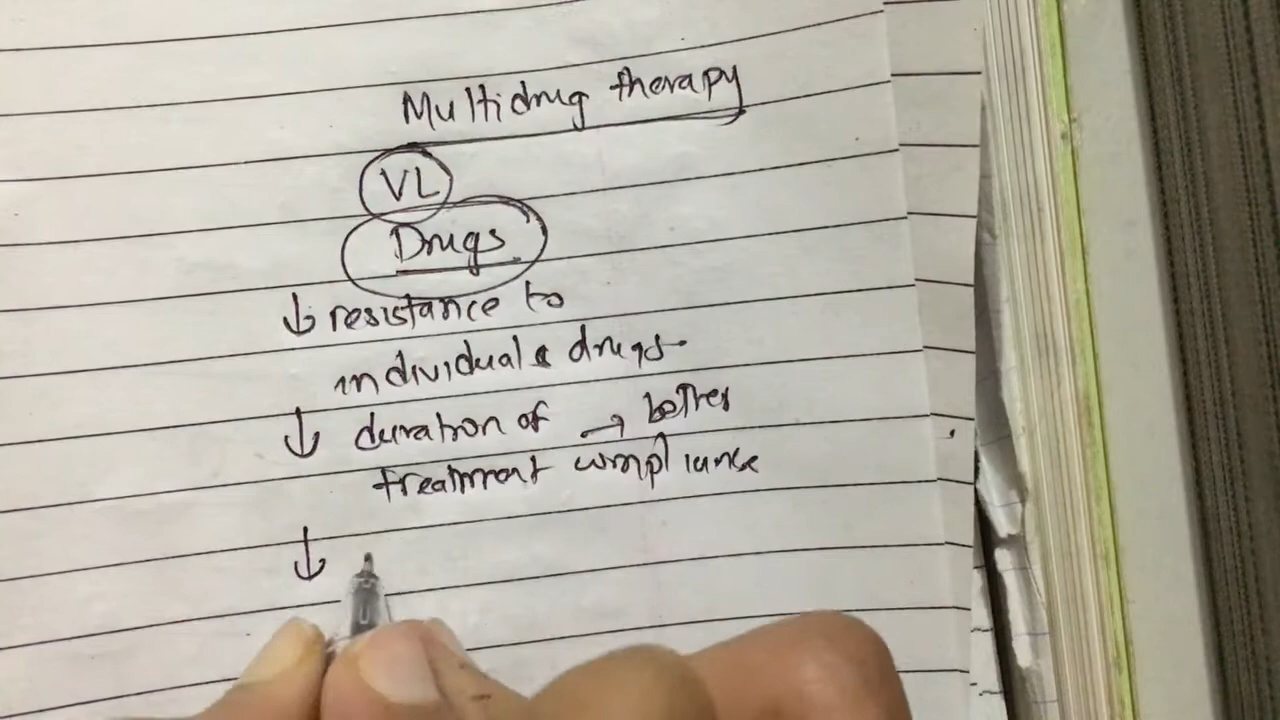 Multidrug therapy
VL
Drugs
↓ resistance to
individual drugs.
↓ duration of → better
treatment compliance
↓